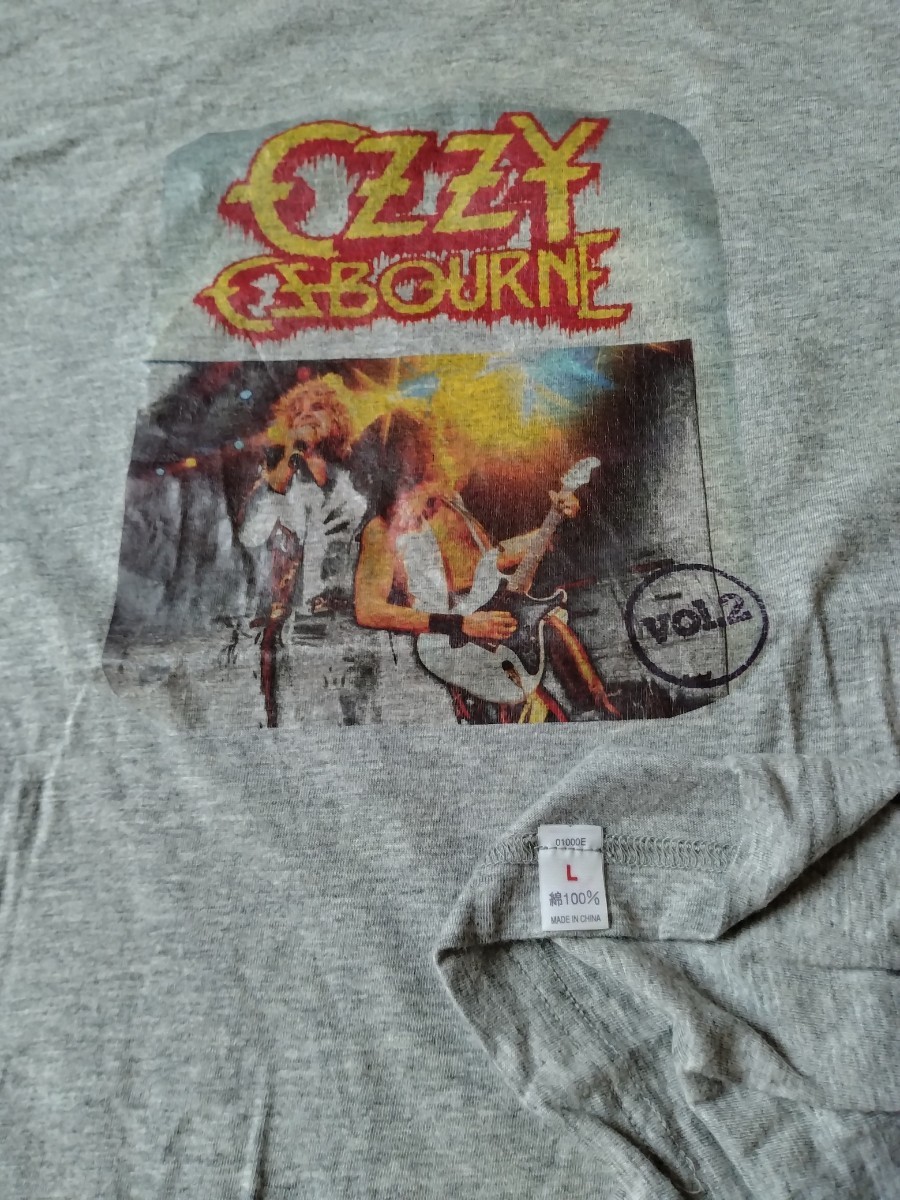 OZZY
OSBOURNE
VOL.2
01000E
L
綿100%
MADE IN CHINA